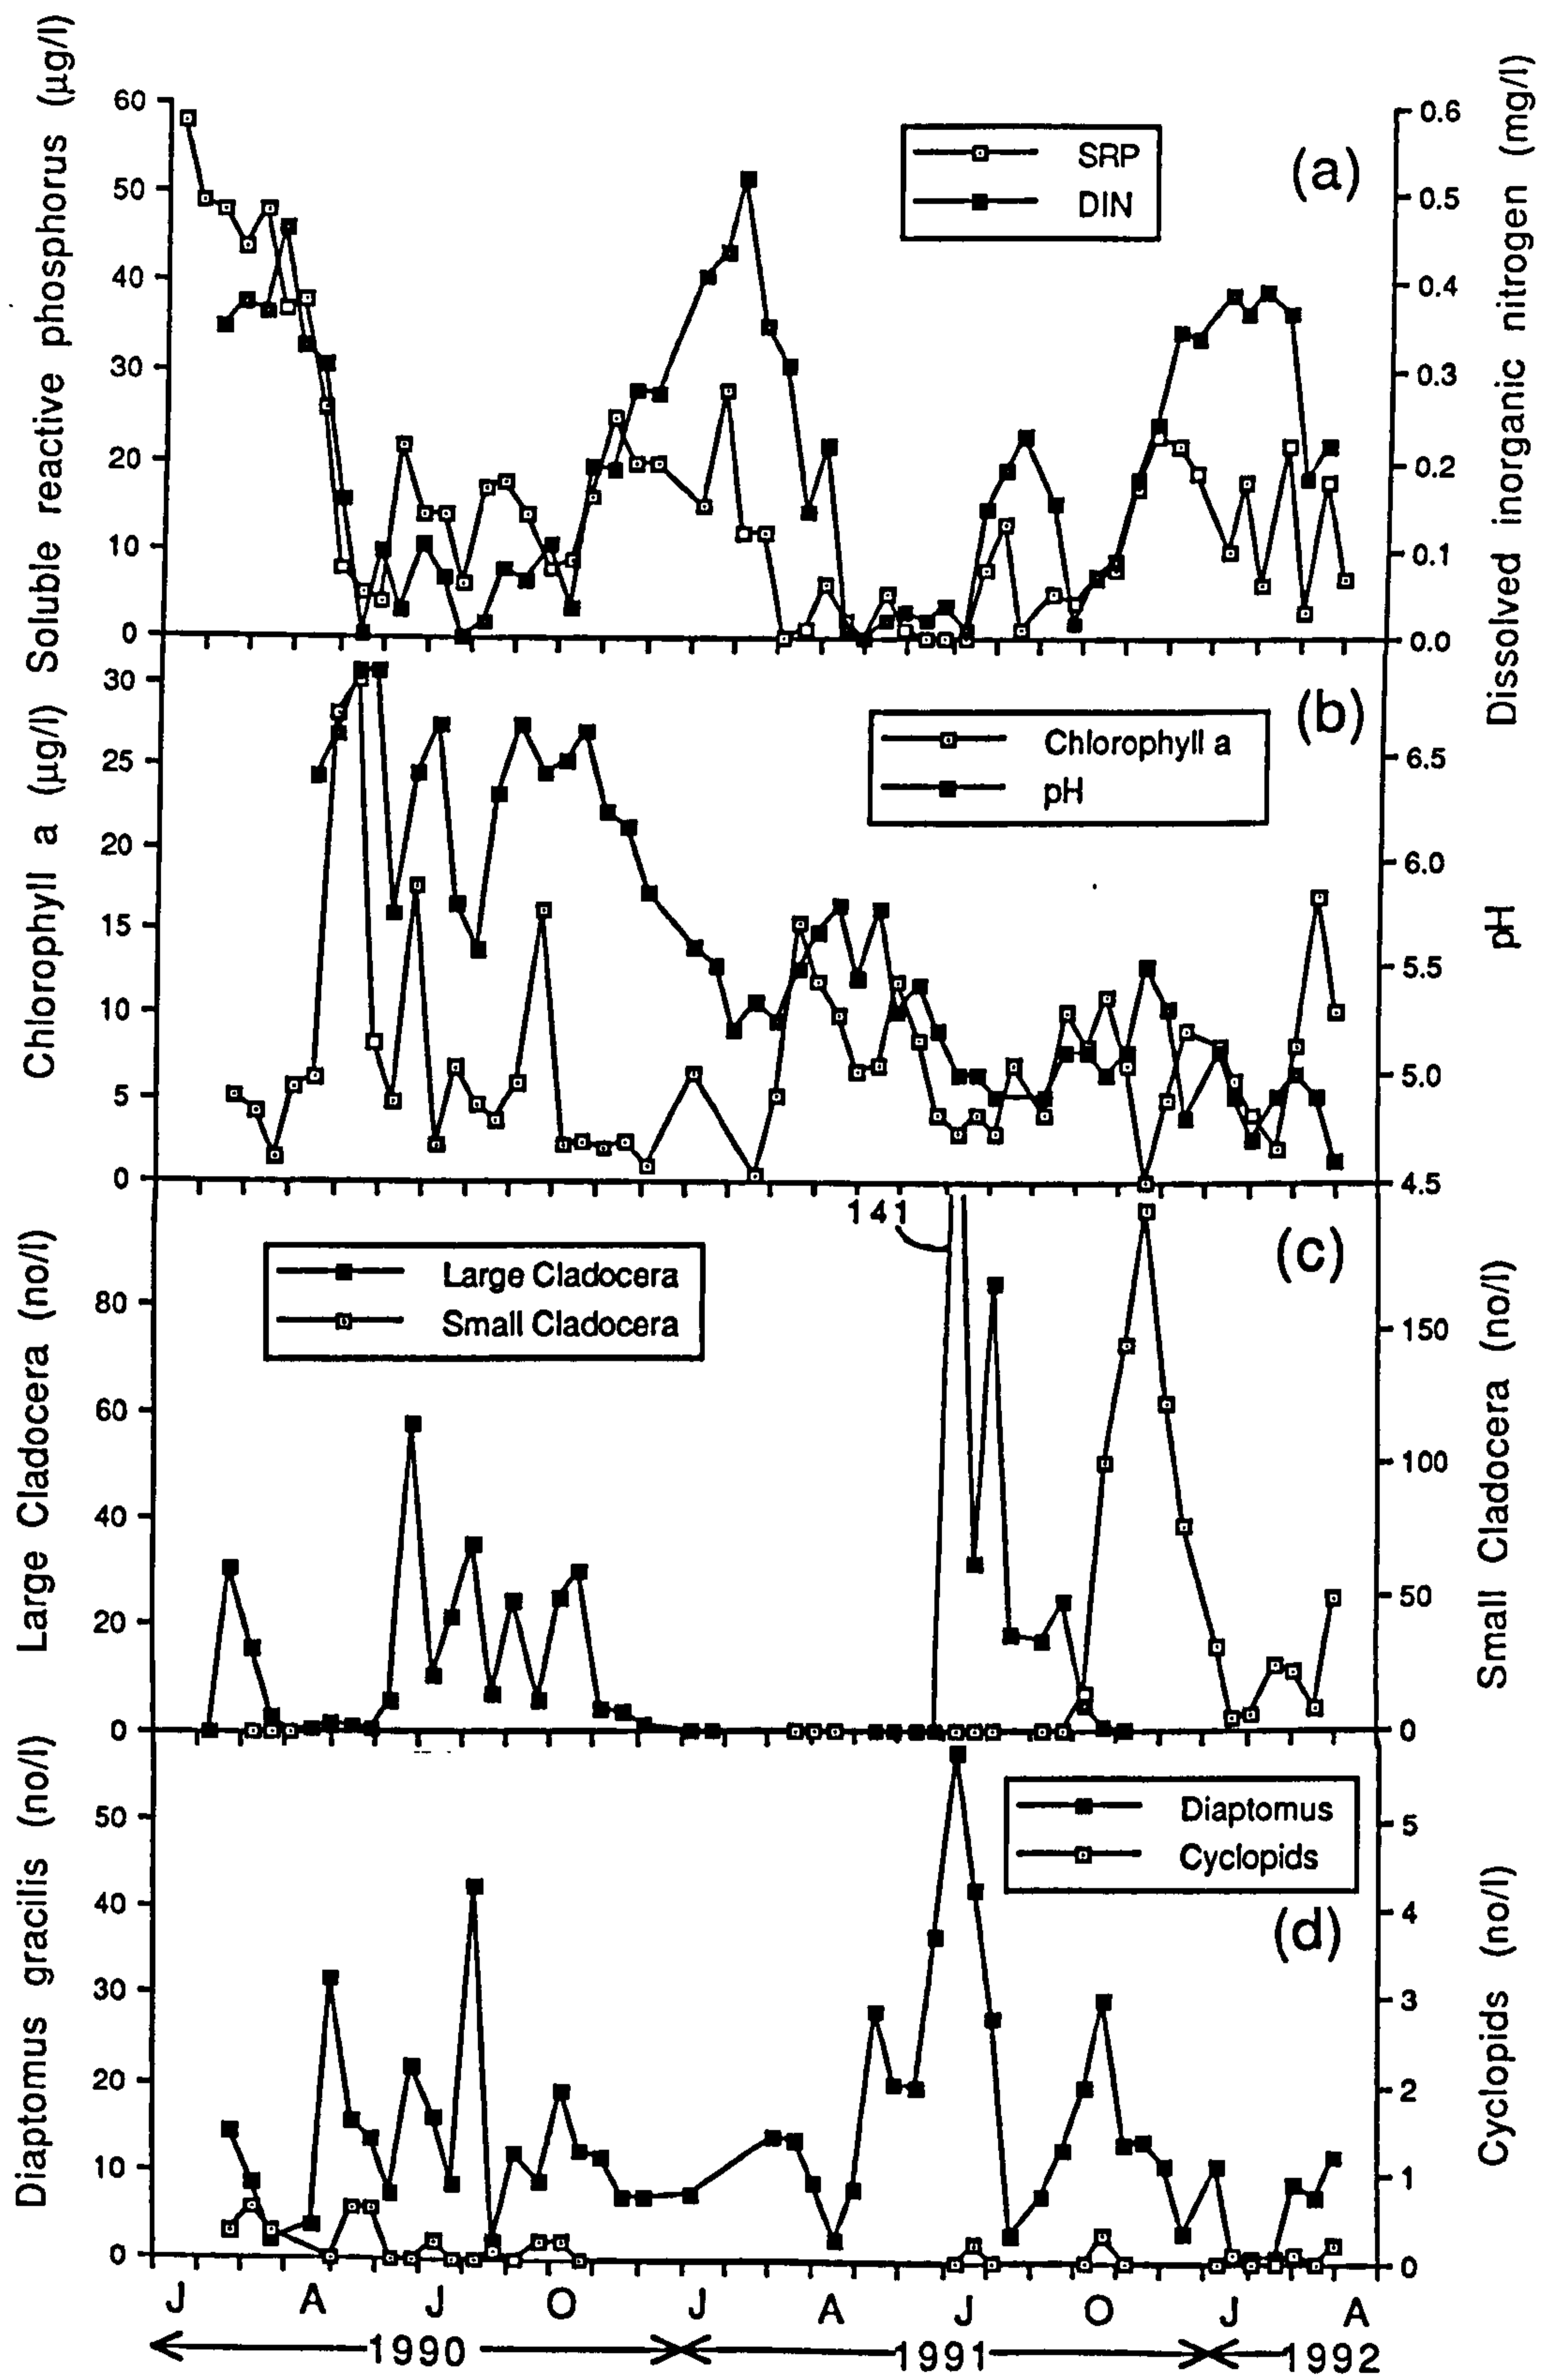 Soluble reactive phosphorus (µg/l)
60
50
40
30
20
10
0
SRP
DIN
(a)
0.6
0.5
0.4
0.3
0.2
0.1
0.0
Dissolved inorganic nitrogen (mg/l)
Chlorophyll a (µg/l)
30
25
20
15
10
5
0
Chlorophyll a
pH
(b)
6.5
6.0
5.5
5.0
4.5
pH
Large Cladocera (no/l)
80
60
40
20
0
Large Cladocera
Small Cladocera
141
(c)
150
100
50
0
Small Cladocera (no/l)
Diaptomus gracilis (no/l)
50
40
30
20
10
0
Diaptomus
Cyclopids
(d)
5
4
3
2
1
0
Cyclopids (no/l)
J A J O J A J O J A
1990 1991 1992